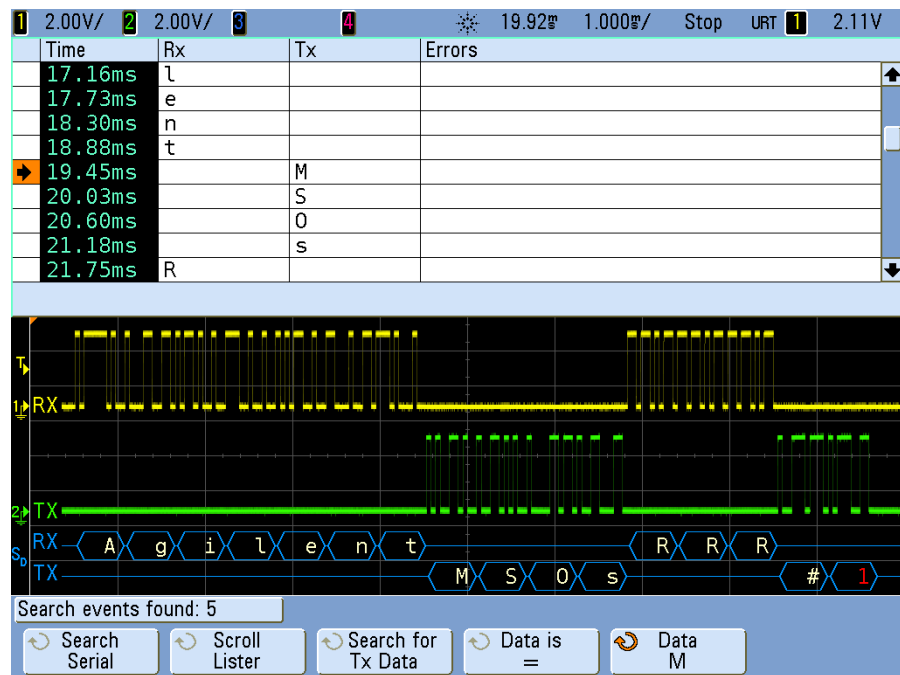 1 2.00V/ 2 2.00V/ 3 4 19.92ms 1.000ms/ Stop URT 1 2.11V
Time Rx Tx Errors
17.16ms l
17.73ms e
18.30ms n
18.88ms t
19.45ms M
20.03ms S
20.60ms O
21.18ms s
21.75ms R
T
1 RX
2 TX
SD RX A g i l e n t R R R
TX M S O s # 1
Search events found: 5
Search Serial
Scroll Lister
Search for Tx Data
Data is =
Data M